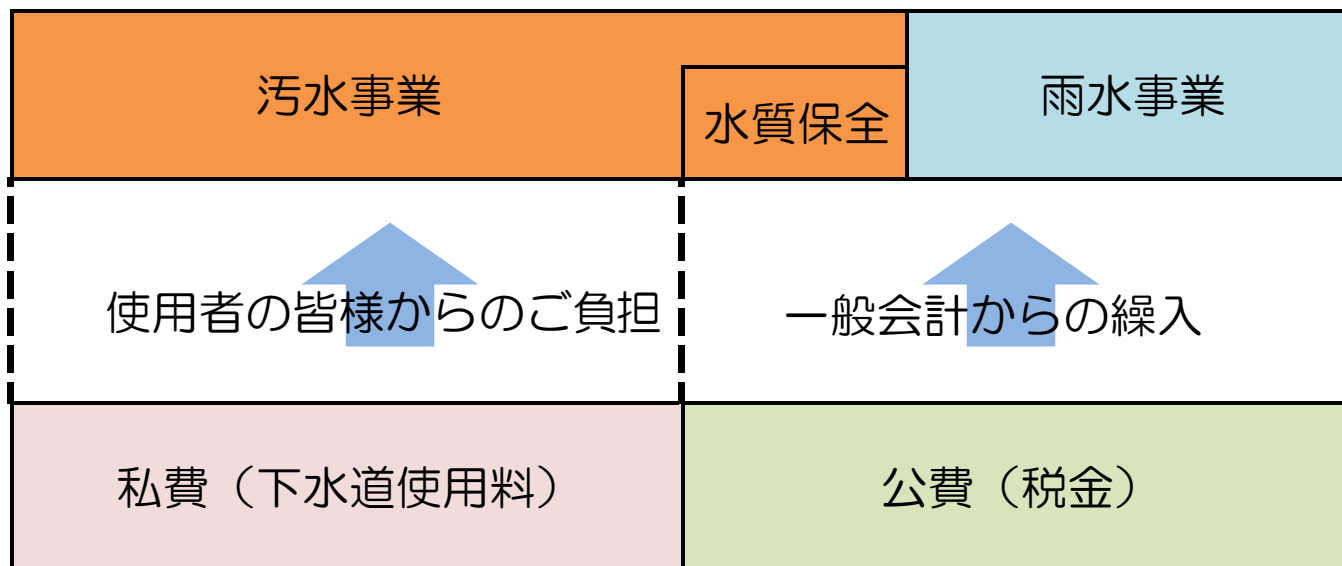 汚水事業
水質保全
雨水事業
使用者の皆様からのご負担
一般会計からの繰入
私費（下水道使用料）
公費（税金）